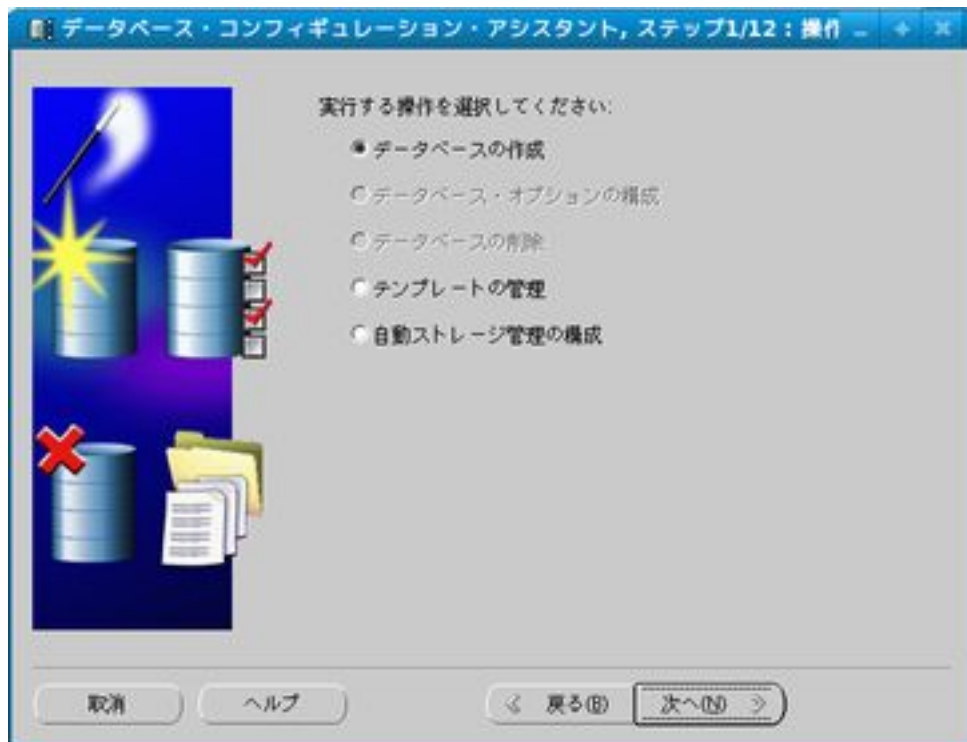 データベース・コンフィギュレーション・アシスタント, ステップ1/12 : 操作
実行する操作を選択してください:
データベースの作成
データベース・オプションの構成
データベースの削除
テンプレートの管理
自動ストレージ管理の構成
取消
ヘルプ
戻る(B)
次へ(N)